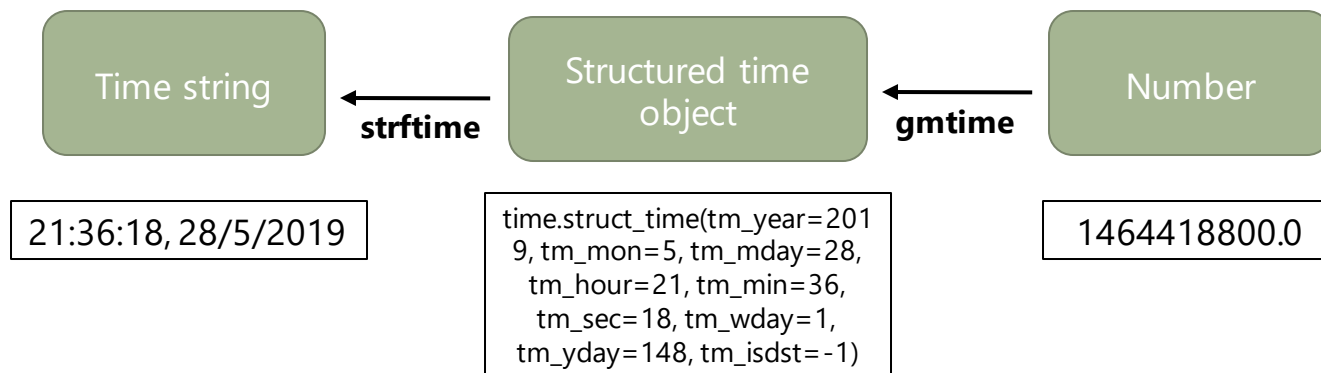 Time string
strftime
Structured time
object
gmtime
Number
21:36:18, 28/5/2019
time.struct_time(tm_year=201
9, tm_mon=5, tm_mday=28,
tm_hour=21, tm_min=36,
tm_sec=18, tm_wday=1,
tm_yday=148, tm_isdst=-1)
1464418800.0